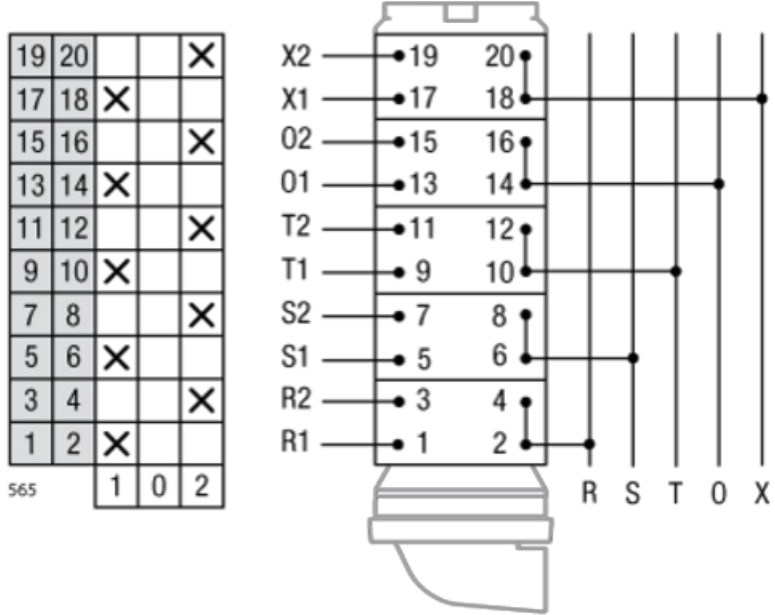 19 20 X
17 18 X
15 16 X
13 14 X
11 12 X
9 10 X
7 8 X
5 6 X
3 4 X
1 2 X
565 1 0 2
X2 19 20
X1 17 18
O2 15 16
O1 13 14
T2 11 12
T1 9 10
S2 7 8
S1 5 6
R2 3 4
R1 1 2
R S T O X